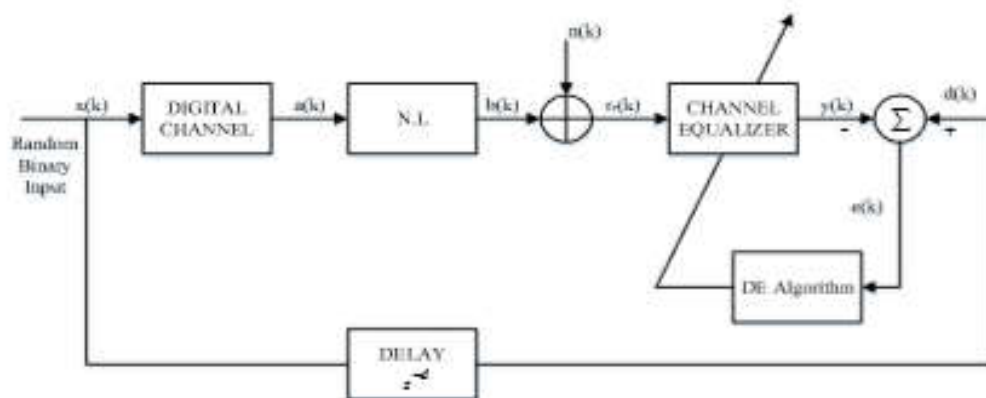 n(k)
x(k)
DIGITAL
CHANNEL
a(k)
N.L
b(k)
CHANNEL
EQUALIZER
y(k)
-
Σ
d(k)
+
Random
Binary
Input
e(k)
DE Algorithm
DELAY